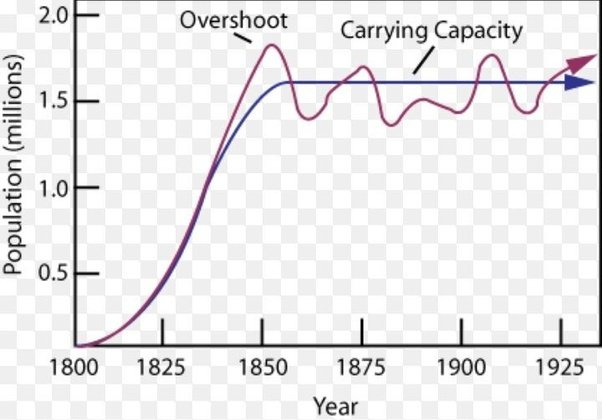 Overshoot
Carrying Capacity
Population (millions)
2.0
1.5
1.0
0.5
1800 1825 1850 1875 1900 1925
Year